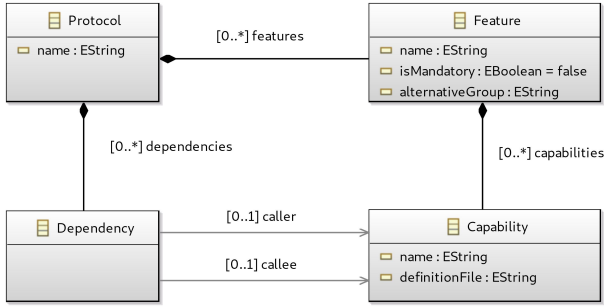 Protocol
name : EString
[0..*] features
Feature
name : EString
isMandatory : EBoolean = false
alternativeGroup : EString
[0..*] dependencies
[0..*] capabilities
Dependency
[0..1] caller
[0..1] callee
Capability
name : EString
definitionFile : EString